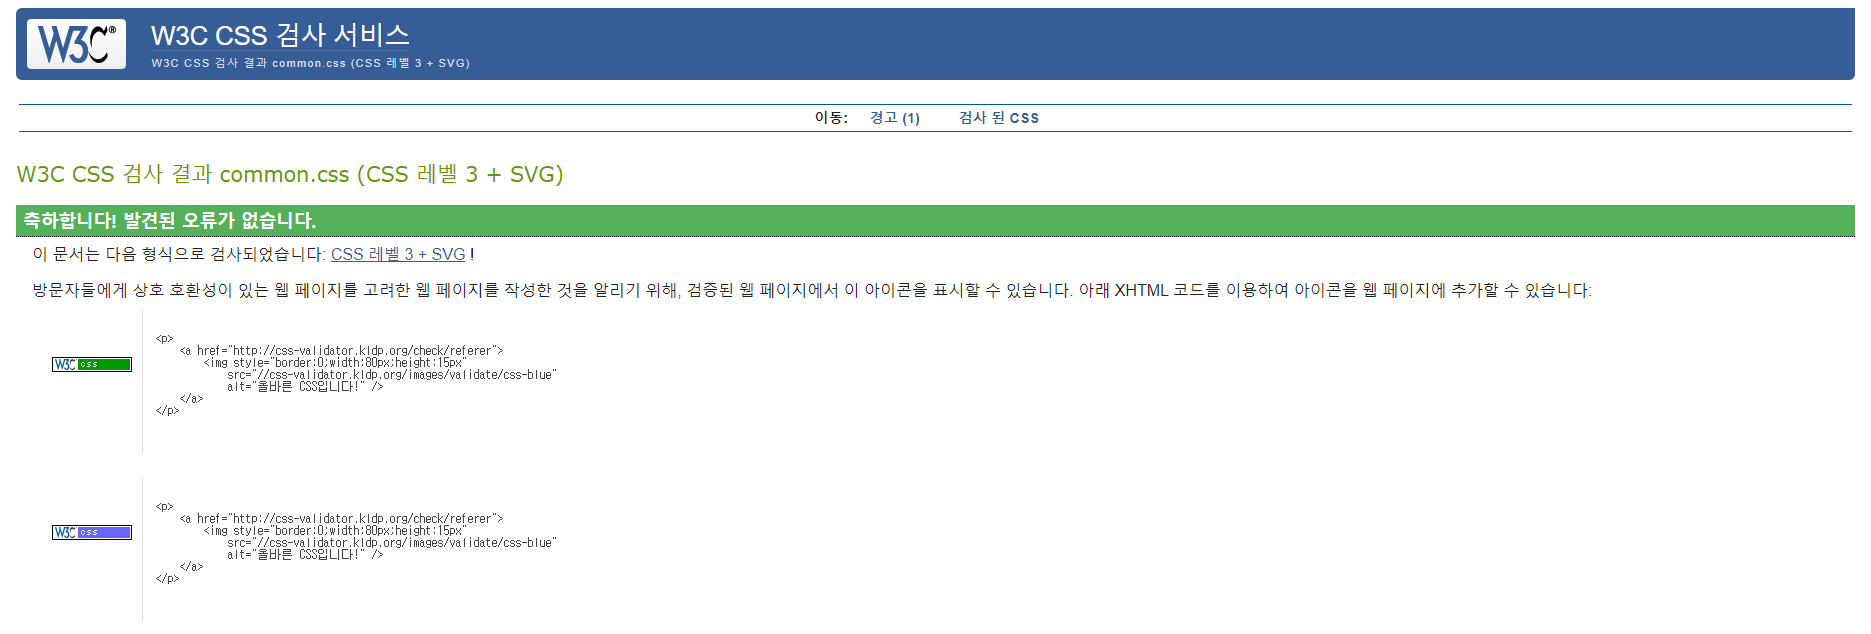 W3C® W3C CSS 검사 서비스
W3C CSS 검사 결과 common.css (CSS 레벨 3 + SVG)
이동: 경고 (1) 검사 된 CSS
W3C CSS 검사 결과 common.css (CSS 레벨 3 + SVG)
축하합니다! 발견된 오류가 없습니다.
이 문서는 다음 형식으로 검사되었습니다: CSS 레벨 3 + SVG !
방문자들에게 상호 호환성이 있는 웹 페이지를 고려한 웹 페이지를 작성한 것을 알리기 위해, 검증된 웹 페이지에서 이 아이콘을 표시할 수 있습니다. 아래 XHTML 코드를 이용하여 아이콘을 웹 페이지에 추가할 수 있습니다:
W3C css
<p>
<a href="http://css-validator.kldp.org/check/referer">
<img style="border:0;width:80px;height:15px"
src="//css-validator.kldp.org/images/validate/css-blue"
alt="올바른 CSS입니다!" />
</a>
</p>
W3C css
<p>
<a href="http://css-validator.kldp.org/check/referer">
<img style="border:0;width:80px;height:15px"
src="//css-validator.kldp.org/images/validate/css-blue"
alt="올바른 CSS입니다!" />
</a>
</p>